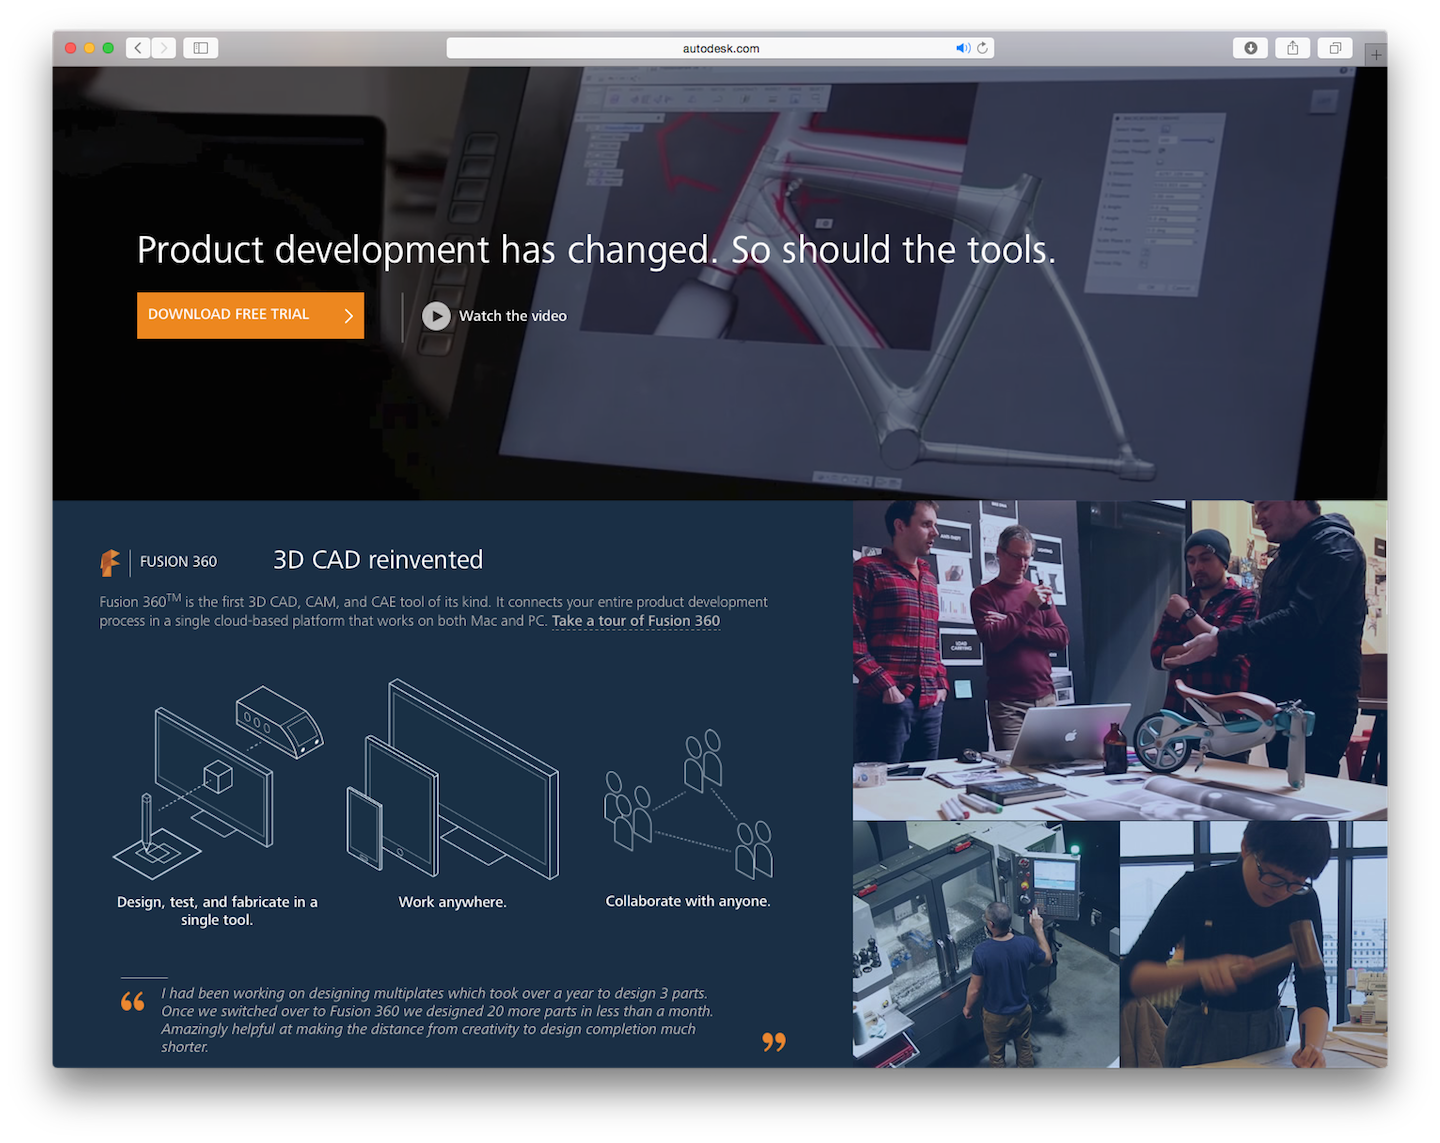 autodesk.com
Product development has changed. So should the tools.
DOWNLOAD FREE TRIAL
Watch the video
FUSION 360
3D CAD reinvented
Fusion 360TM is the first 3D CAD, CAM, and CAE tool of its kind. It connects your entire product development
process in a single cloud-based platform that works on both Mac and PC. Take a tour of Fusion 360
LOAD
CARRYING
Design, test, and fabricate in a
single tool.
Work anywhere.
Collaborate with anyone.
“ I had been working on designing multiplates which took over a year to design 3 parts.
Once we switched over to Fusion 360 we designed 20 more parts in less than a month.
Amazingly helpful at making the distance from creativity to design completion much
shorter. ”